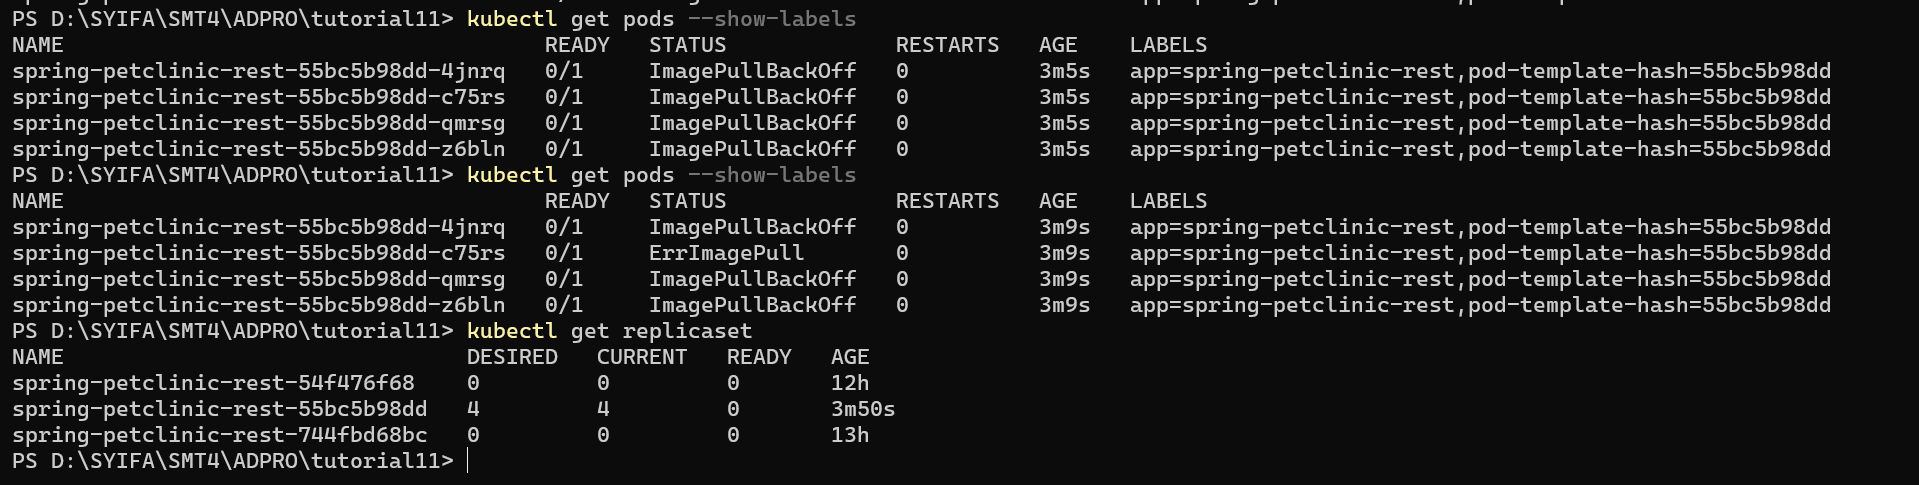 PS D:\SYIFA\SMT4\ADPRO\tutorial11> kubectl get pods --show-labels
NAME                                    READY   STATUS             RESTARTS   AGE    LABELS
spring-petclinic-rest-55bc5b98dd-4jnrq   0/1     ImagePullBackOff   0          3m5s   app=spring-petclinic-rest,pod-template-hash=55bc5b98dd
spring-petclinic-rest-55bc5b98dd-c75rs   0/1     ImagePullBackOff   0          3m5s   app=spring-petclinic-rest,pod-template-hash=55bc5b98dd
spring-petclinic-rest-55bc5b98dd-qmrsg   0/1     ImagePullBackOff   0          3m5s   app=spring-petclinic-rest,pod-template-hash=55bc5b98dd
spring-petclinic-rest-55bc5b98dd-z6bln   0/1     ImagePullBackOff   0          3m5s   app=spring-petclinic-rest,pod-template-hash=55bc5b98dd
PS D:\SYIFA\SMT4\ADPRO\tutorial11> kubectl get pods --show-labels
NAME                                    READY   STATUS             RESTARTS   AGE    LABELS
spring-petclinic-rest-55bc5b98dd-4jnrq   0/1     ImagePullBackOff   0          3m9s   app=spring-petclinic-rest,pod-template-hash=55bc5b98dd
spring-petclinic-rest-55bc5b98dd-c75rs   0/1     ErrImagePull       0          3m9s   app=spring-petclinic-rest,pod-template-hash=55bc5b98dd
spring-petclinic-rest-55bc5b98dd-qmrsg   0/1     ImagePullBackOff   0          3m9s   app=spring-petclinic-rest,pod-template-hash=55bc5b98dd
spring-petclinic-rest-55bc5b98dd-z6bln   0/1     ImagePullBackOff   0          3m9s   app=spring-petclinic-rest,pod-template-hash=55bc5b98dd
PS D:\SYIFA\SMT4\ADPRO\tutorial11> kubectl get replicaset
NAME                               DESIRED   CURRENT   READY   AGE
spring-petclinic-rest-54f476f68    0         0         0       12h
spring-petclinic-rest-55bc5b98dd   4         4         0       3m50s
spring-petclinic-rest-744fbd68bc   0         0         0       13h
PS D:\SYIFA\SMT4\ADPRO\tutorial11>